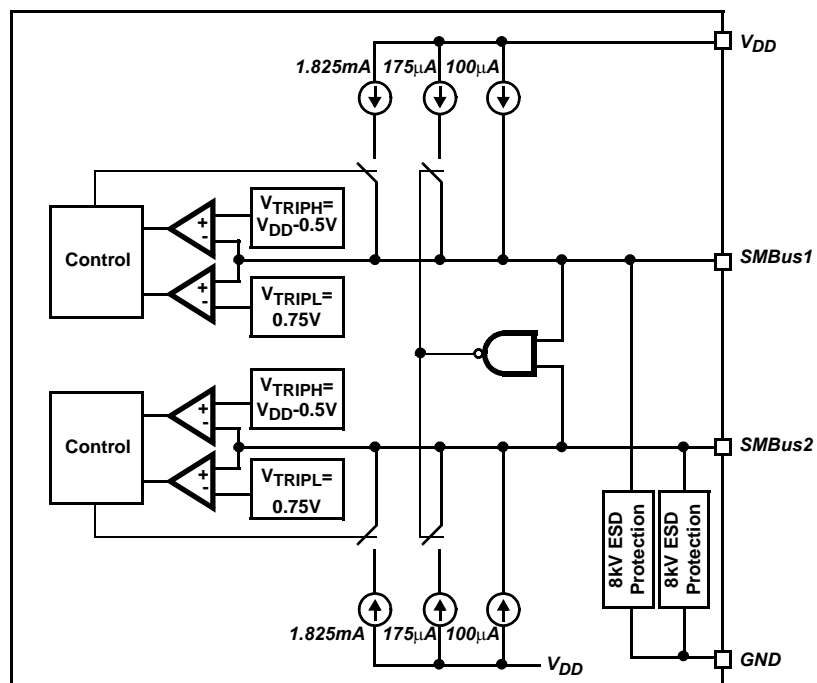 VDD
1.825mA 175μA 100μA
VTRIPH=
VDD-0.5V
+
-
Control
SMBus1
+
-
VTRIPL=
0.75V
VTRIPH=
VDD-0.5V
+
-
Control
SMBus2
+
-
VTRIPL=
0.75V
8kV ESD
Protection
8kV ESD
Protection
1.825mA 175μA 100μA
VDD
GND